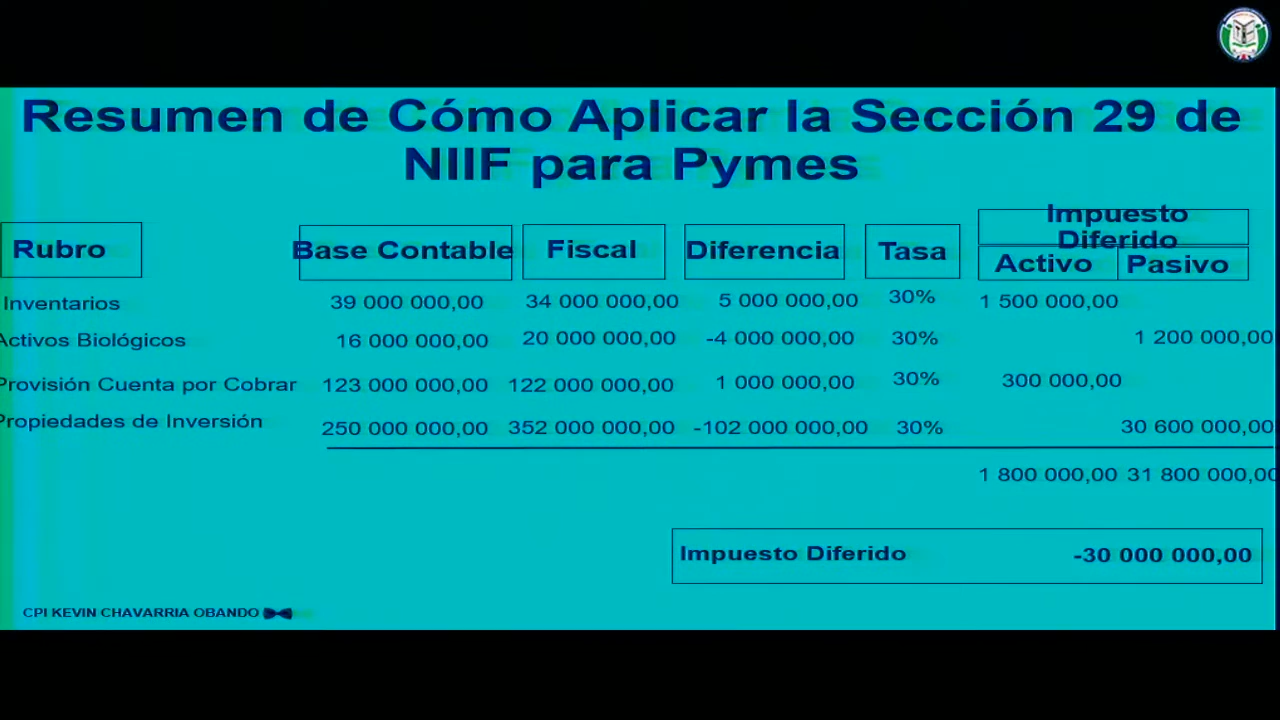 Resumen de Cómo Aplicar la Sección 29 de
NIIF para Pymes
Rubro Base Contable Fiscal Diferencia Tasa Impuesto Diferido
Activo Pasivo
Inventarios 39 000 000,00 34 000 000,00 5 000 000,00 30% 1 500 000,00
Activos Biológicos 16 000 000,00 20 000 000,00 -4 000 000,00 30% 1 200 000,00
Provisión Cuenta por Cobrar 123 000 000,00 122 000 000,00 1 000 000,00 30% 300 000,00
Propiedades de Inversión 250 000 000,00 352 000 000,00 -102 000 000,00 30% 30 600 000,00
1 800 000,00 31 800 000,00
Impuesto Diferido -30 000 000,00
CPI KEVIN CHAVARRIA OBANDO